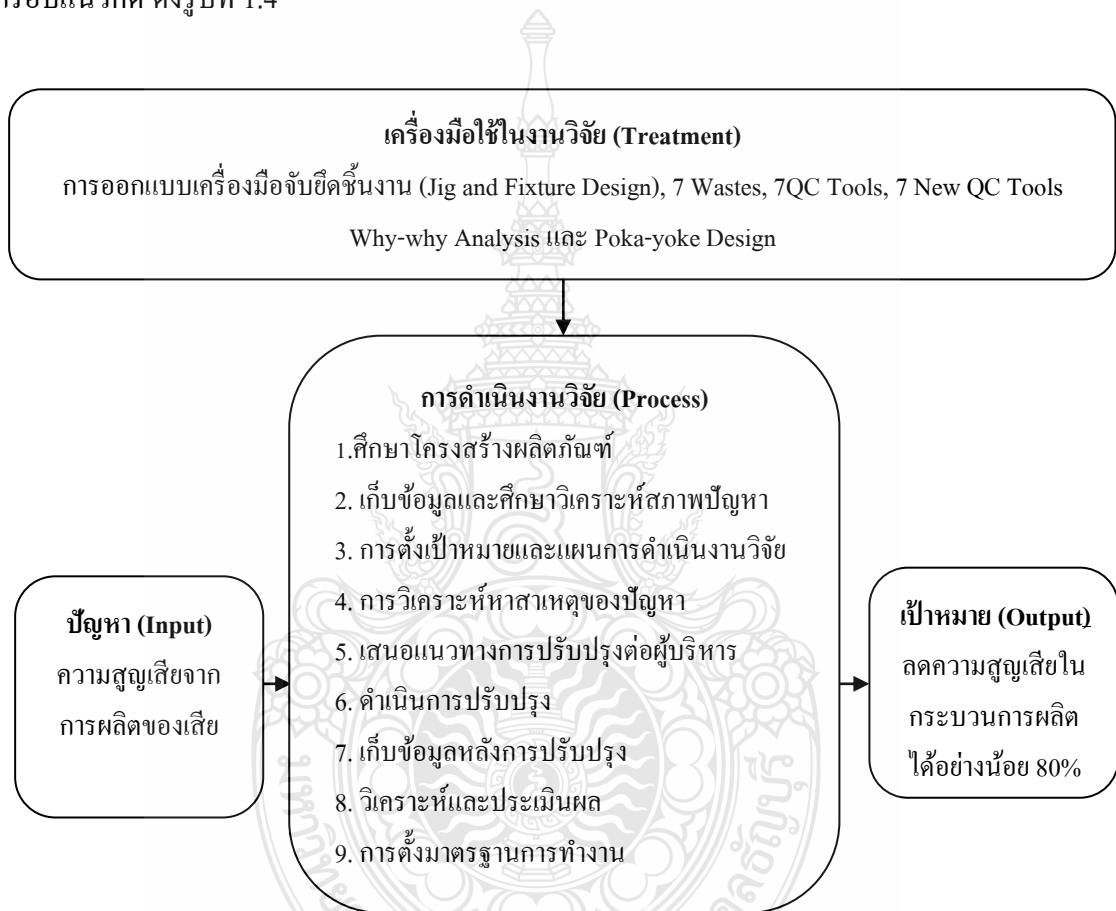 ดังรูปที่ 1.4
เครื่องมือใช้ในงานวิจัย (Treatment)
การออกแบบเครื่องมือจับยึดชิ้นงาน (Jig and Fixture Design), 7 Wastes, 7QC Tools, 7 New QC Tools
Why-why Analysis และ Poka-yoke Design
การดำเนินงานวิจัย (Process)
1.ศึกษาโครงสร้างผลิตภัณฑ์
2. เก็บข้อมูลและศึกษาวิเคราะห์สภาพปัญหา
3. การตั้งเป้าหมายและแผนการดำเนินงานวิจัย
4. การวิเคราะห์หาสาเหตุของปัญหา
5. เสนอแนวทางการปรับปรุงต่อผู้บริหาร
6. ดำเนินการปรับปรุง
7. เก็บข้อมูลหลังการปรับปรุง
8. วิเคราะห์และประเมินผล
9. การตั้งมาตรฐานการทำงาน
ปัญหา (Input)
ความสูญเสียจาก
การผลิตของเสีย
เป้าหมาย (Output)
ลดความสูญเสียใน
กระบวนการผลิต
ได้อย่างน้อย 80%